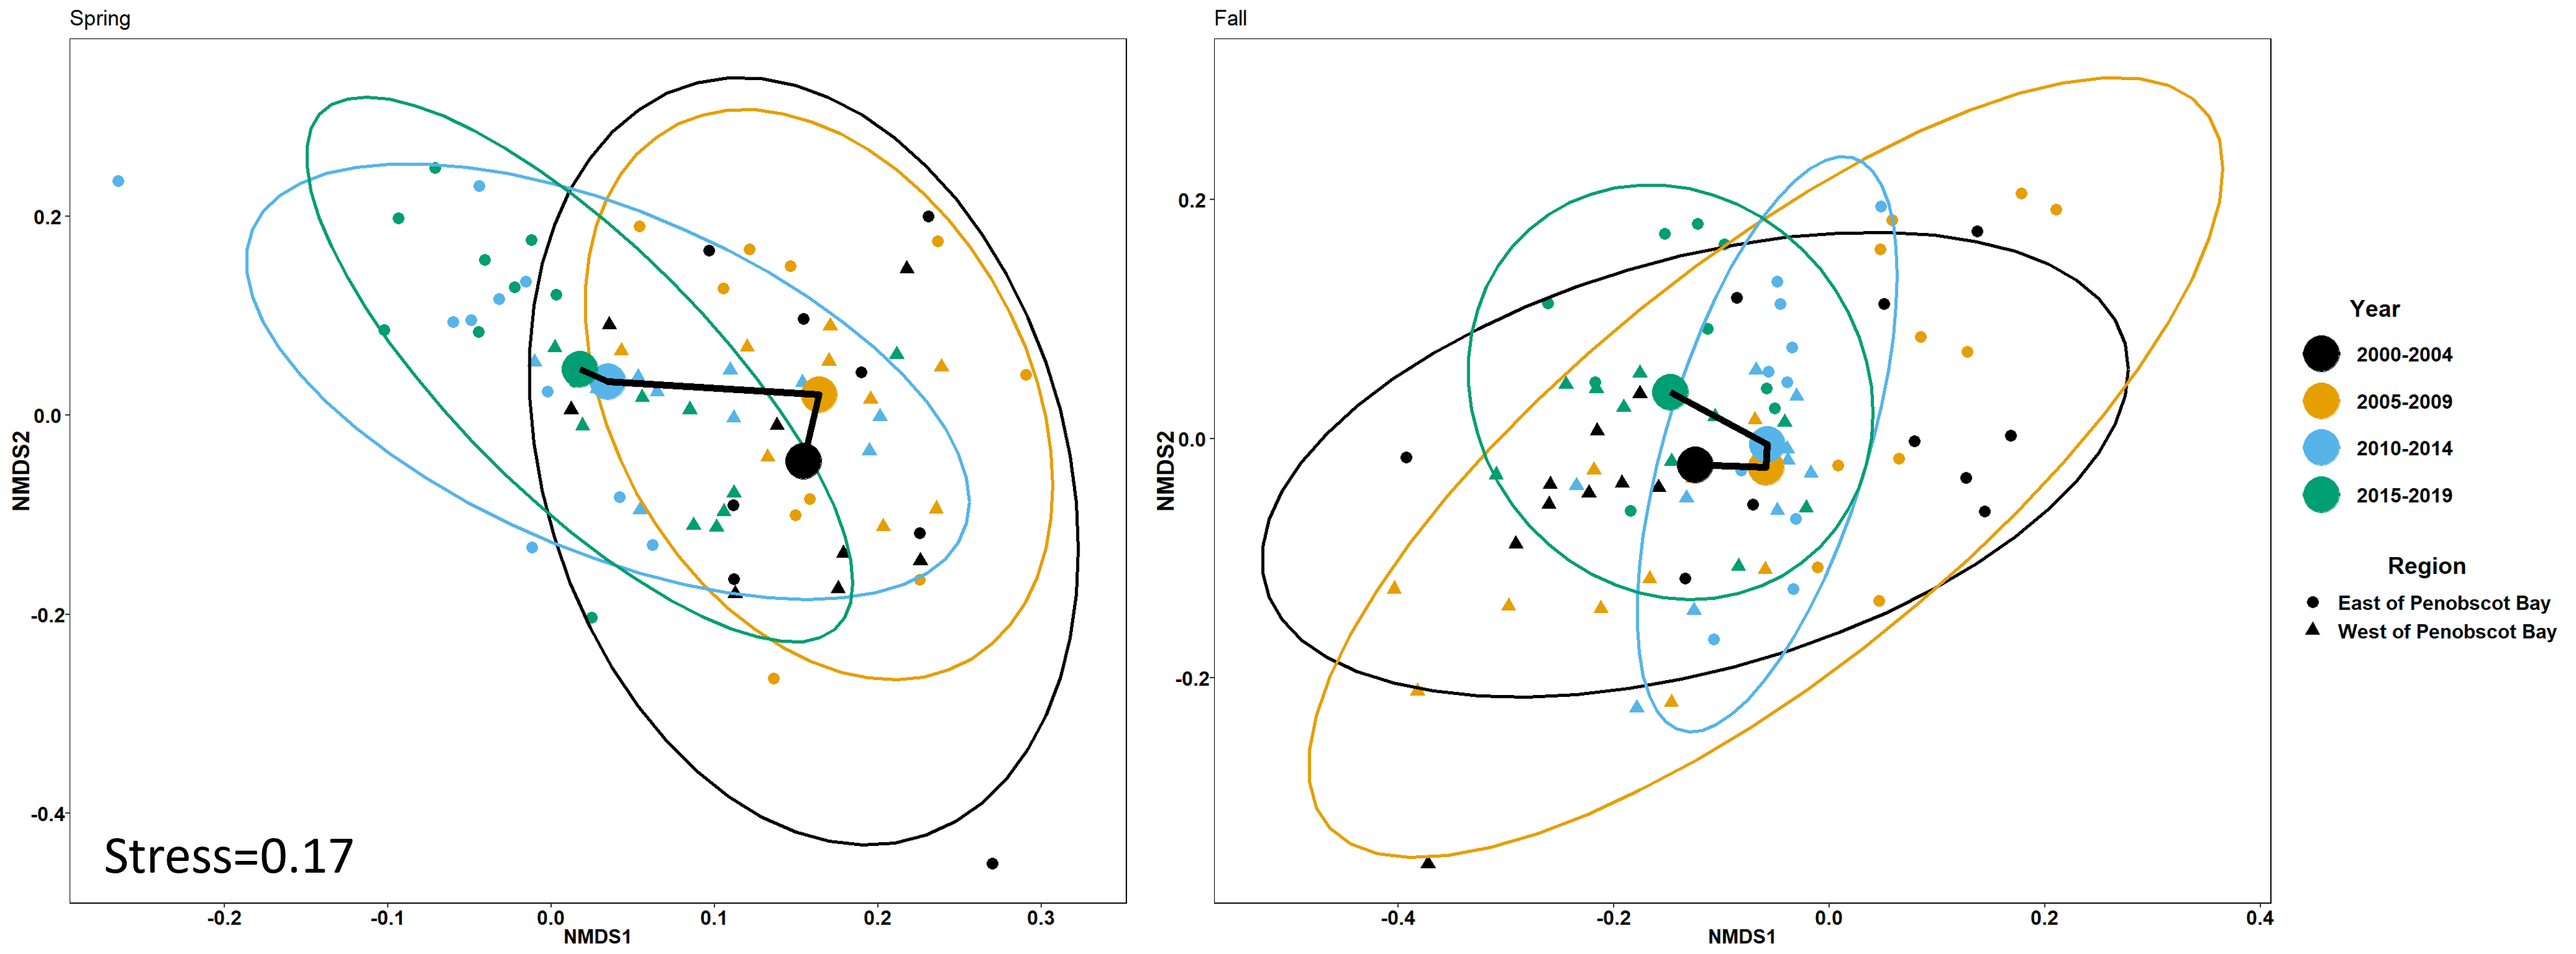 Spring
Fall
NMDS2
0.2
0.0
-0.2
-0.4
Stress=0.17
-0.2
-0.1
0.0
0.1
0.2
0.3
NMDS1
NMDS2
0.2
0.0
-0.2
-0.4
-0.2
0.0
0.2
0.4
NMDS1
Year
2000-2004
2005-2009
2010-2014
2015-2019
Region
East of Penobscot Bay
West of Penobscot Bay